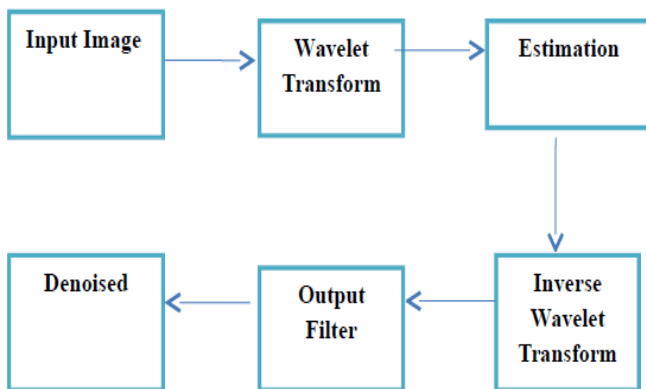 Input Image
Wavelet
Transform
Estimation
Denoised
Output
Filter
Inverse
Wavelet
Transform